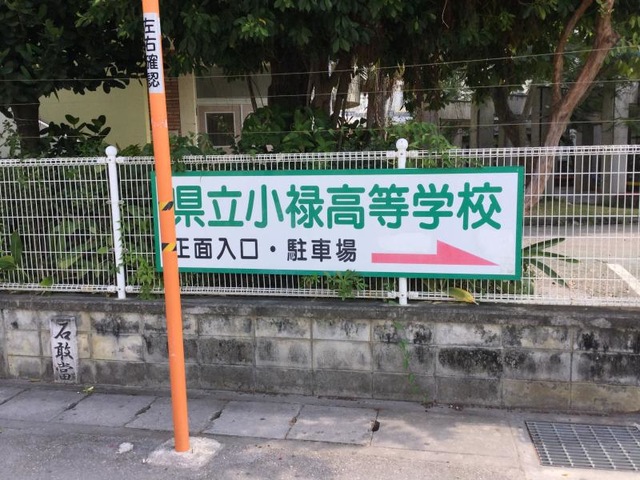 左右確認
県立小禄高等学校
正面入口・駐車場
石敢當